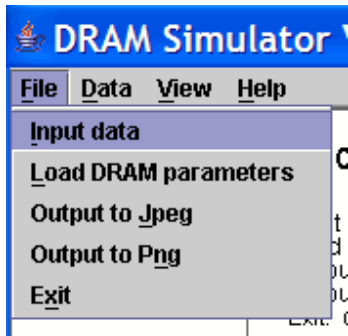 DRAM Simulator
File Data View Help
Input data
Load DRAM parameters
Output to Jpeg
Output to Png
Exit